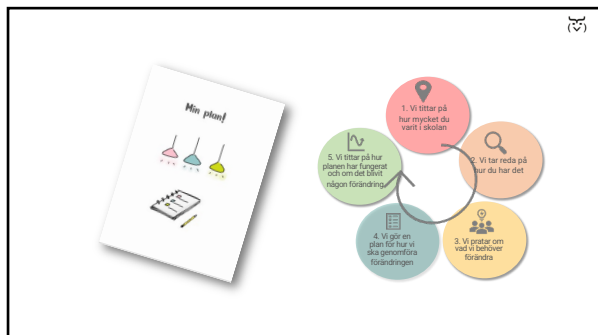 Min plan!
1. Vi tittar på
hur mycket du
varit i skolan
2. Vi tar reda på
hur du har det
3. Vi pratar om
vad vi behöver
förändra
4. Vi gör en
plan för hur vi
ska genomföra
förändringen
5. Vi tittar på hur
planen har fungerat
och om det blivit
någon förändring